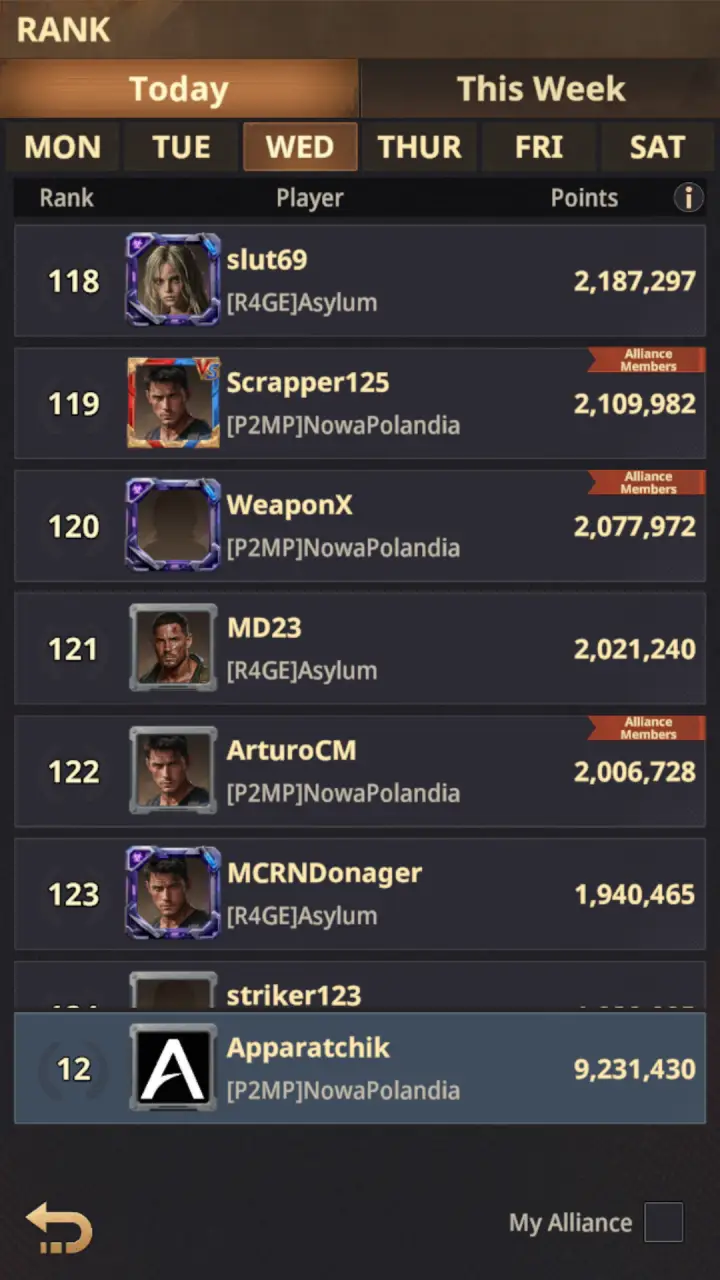 RANK
Today
This Week
MON TUE WED THUR FRI SAT
Rank Player Points i
118
slut69
[R4GE]Asylum
2,187,297
119
Scrapper125
[P2MP]NowaPolandia
Alliance
Members
2,109,982
120
WeaponX
[P2MP]NowaPolandia
Alliance
Members
2,077,972
121
MD23
[R4GE]Asylum
2,021,240
122
ArturoCM
[P2MP]NowaPolandia
Alliance
Members
2,006,728
123
MCRNDonager
[R4GE]Asylum
1,940,465
striker123
12
Apparatchik
[P2MP]NowaPolandia
9,231,430
My Alliance